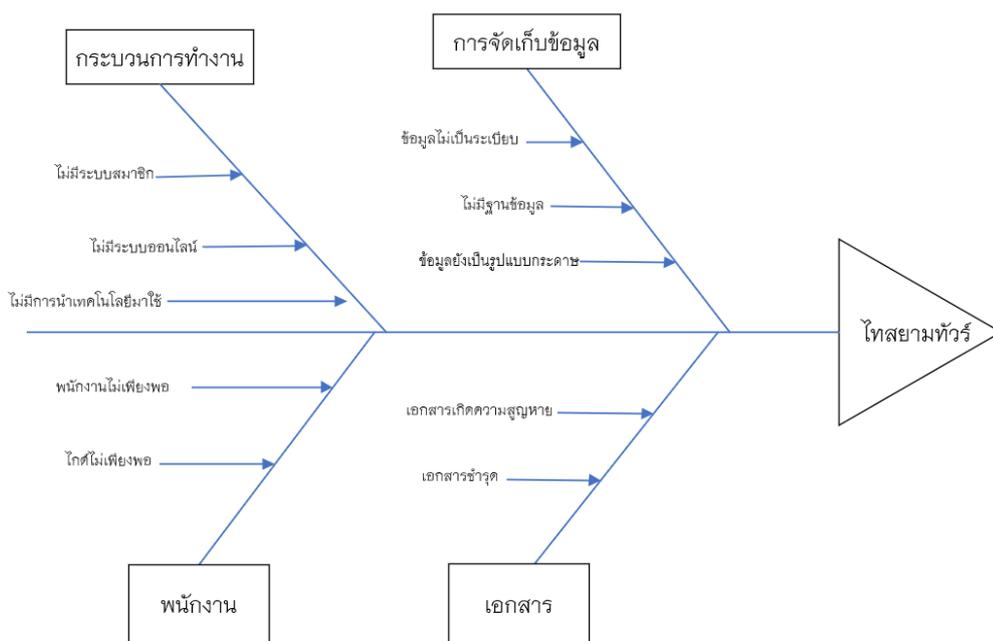 กระบวนการทำงาน
การจัดเก็บข้อมูล
ข้อมูลไม่เป็นระเบียบ
ไม่มีระบบสมาชิก
ไม่มีฐานข้อมูล
ไม่มีระบบออนไลน์
ข้อมูลยังเป็นรูปแบบกระดาษ
ไม่มีการนำเทคโนโลยีมาใช้
ไทสยามทัวร์
พนักงานไม่เพียงพอ
เอกสารเกิดความสูญหาย
ไกด์ไม่เพียงพอ
เอกสารชำรุด
พนักงาน
เอกสาร